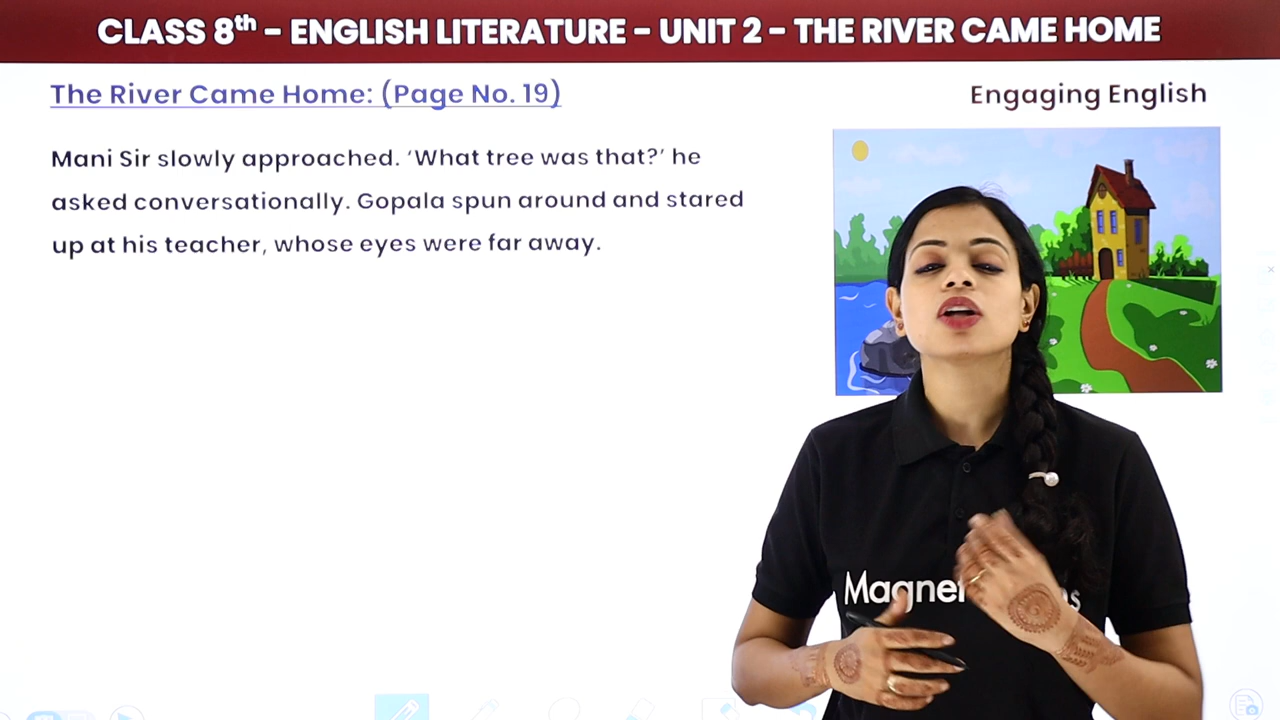 CLASS 8th – ENGLISH LITERATURE – UNIT 2 – THE RIVER CAME HOME
The River Came Home: (Page No. 19)
Engaging English
Mani Sir slowly approached. ‘What tree was that?’ he
asked conversationally. Gopala spun around and stared
up at his teacher, whose eyes were far away.